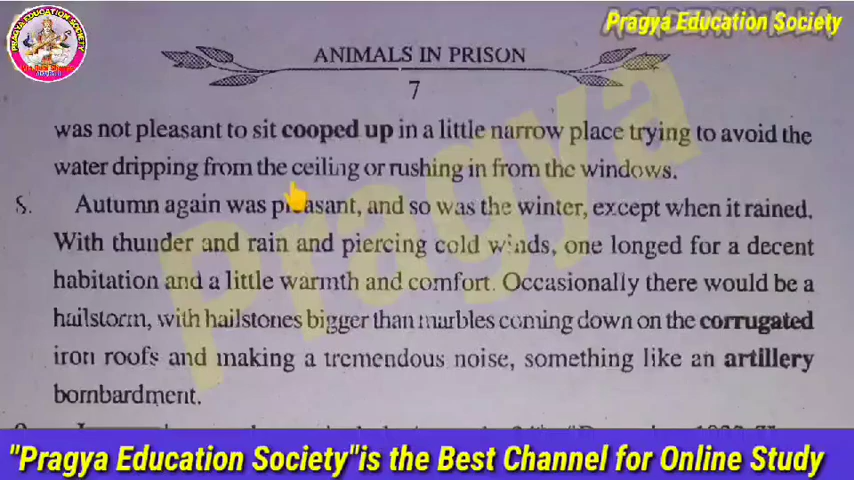 Pragya Education Society
ANIMALS IN PRISON
7
was not pleasant to sit cooped up in a little narrow place trying to avoid the
water dripping from the ceiling or rushing in from the windows.
8. Autumn again was pleasant, and so was the winter, except when it rained.
With thunder and rain and piercing cold winds, one longed for a decent
habitation and a little warmth and comfort. Occasionally there would be a
hailstorm, with hailstones bigger than marbles coming down on the corrugated
iron roofs and making a tremendous noise, something like an artillery
bombardment.
Pragya
"Pragya Education Society"is the Best Channel for Online Study